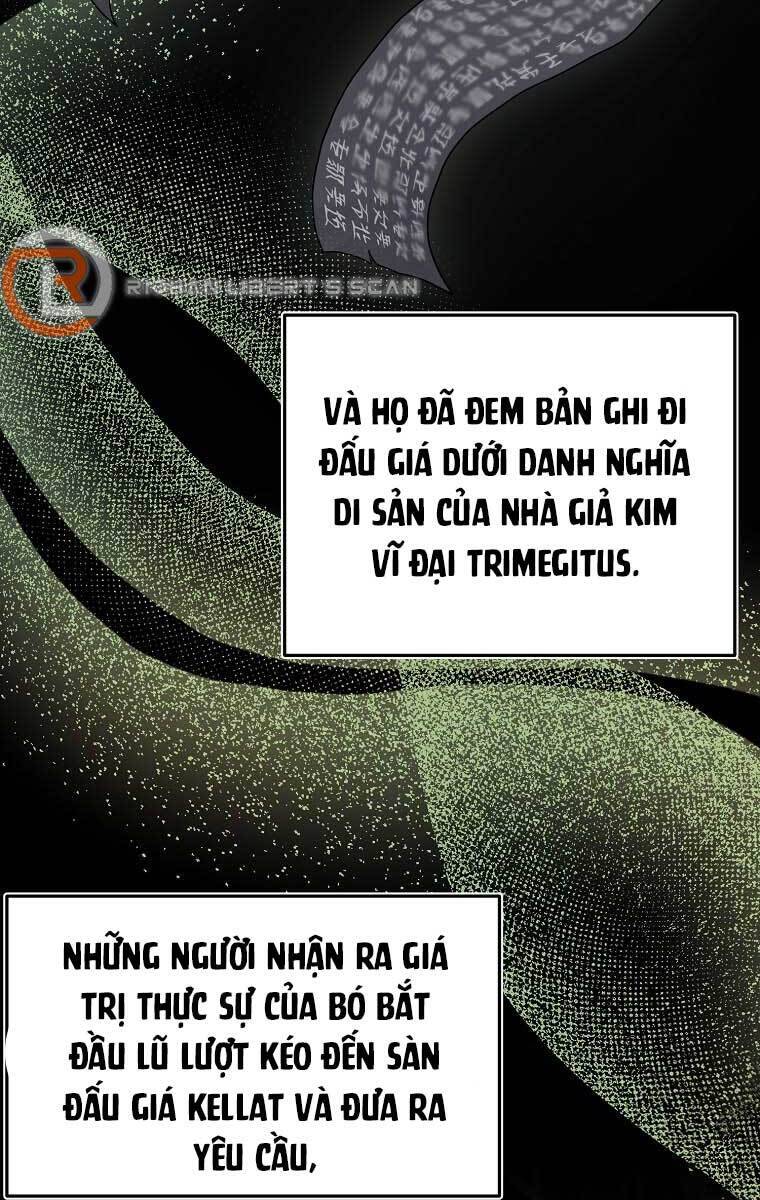 RIGHAN LIBERT'S SCAN
VÀ HỌ ĐÃ ĐEM BẢN GHI ĐI
ĐẤU GIÁ DƯỚI DANH NGHĨA
DI SẢN CỦA NHÀ GIẢ KIM
VĨ ĐẠI TRIMEGITUS.
NHỮNG NGƯỜI NHẬN RA GIÁ
TRỊ THỰC SỰ CỦA BÓ BẮT
ĐẦU LŨ LƯỢT KÉO ĐẾN SÀN
ĐẤU GIÁ KELLAT VÀ ĐƯA RA
YÊU CẦU,